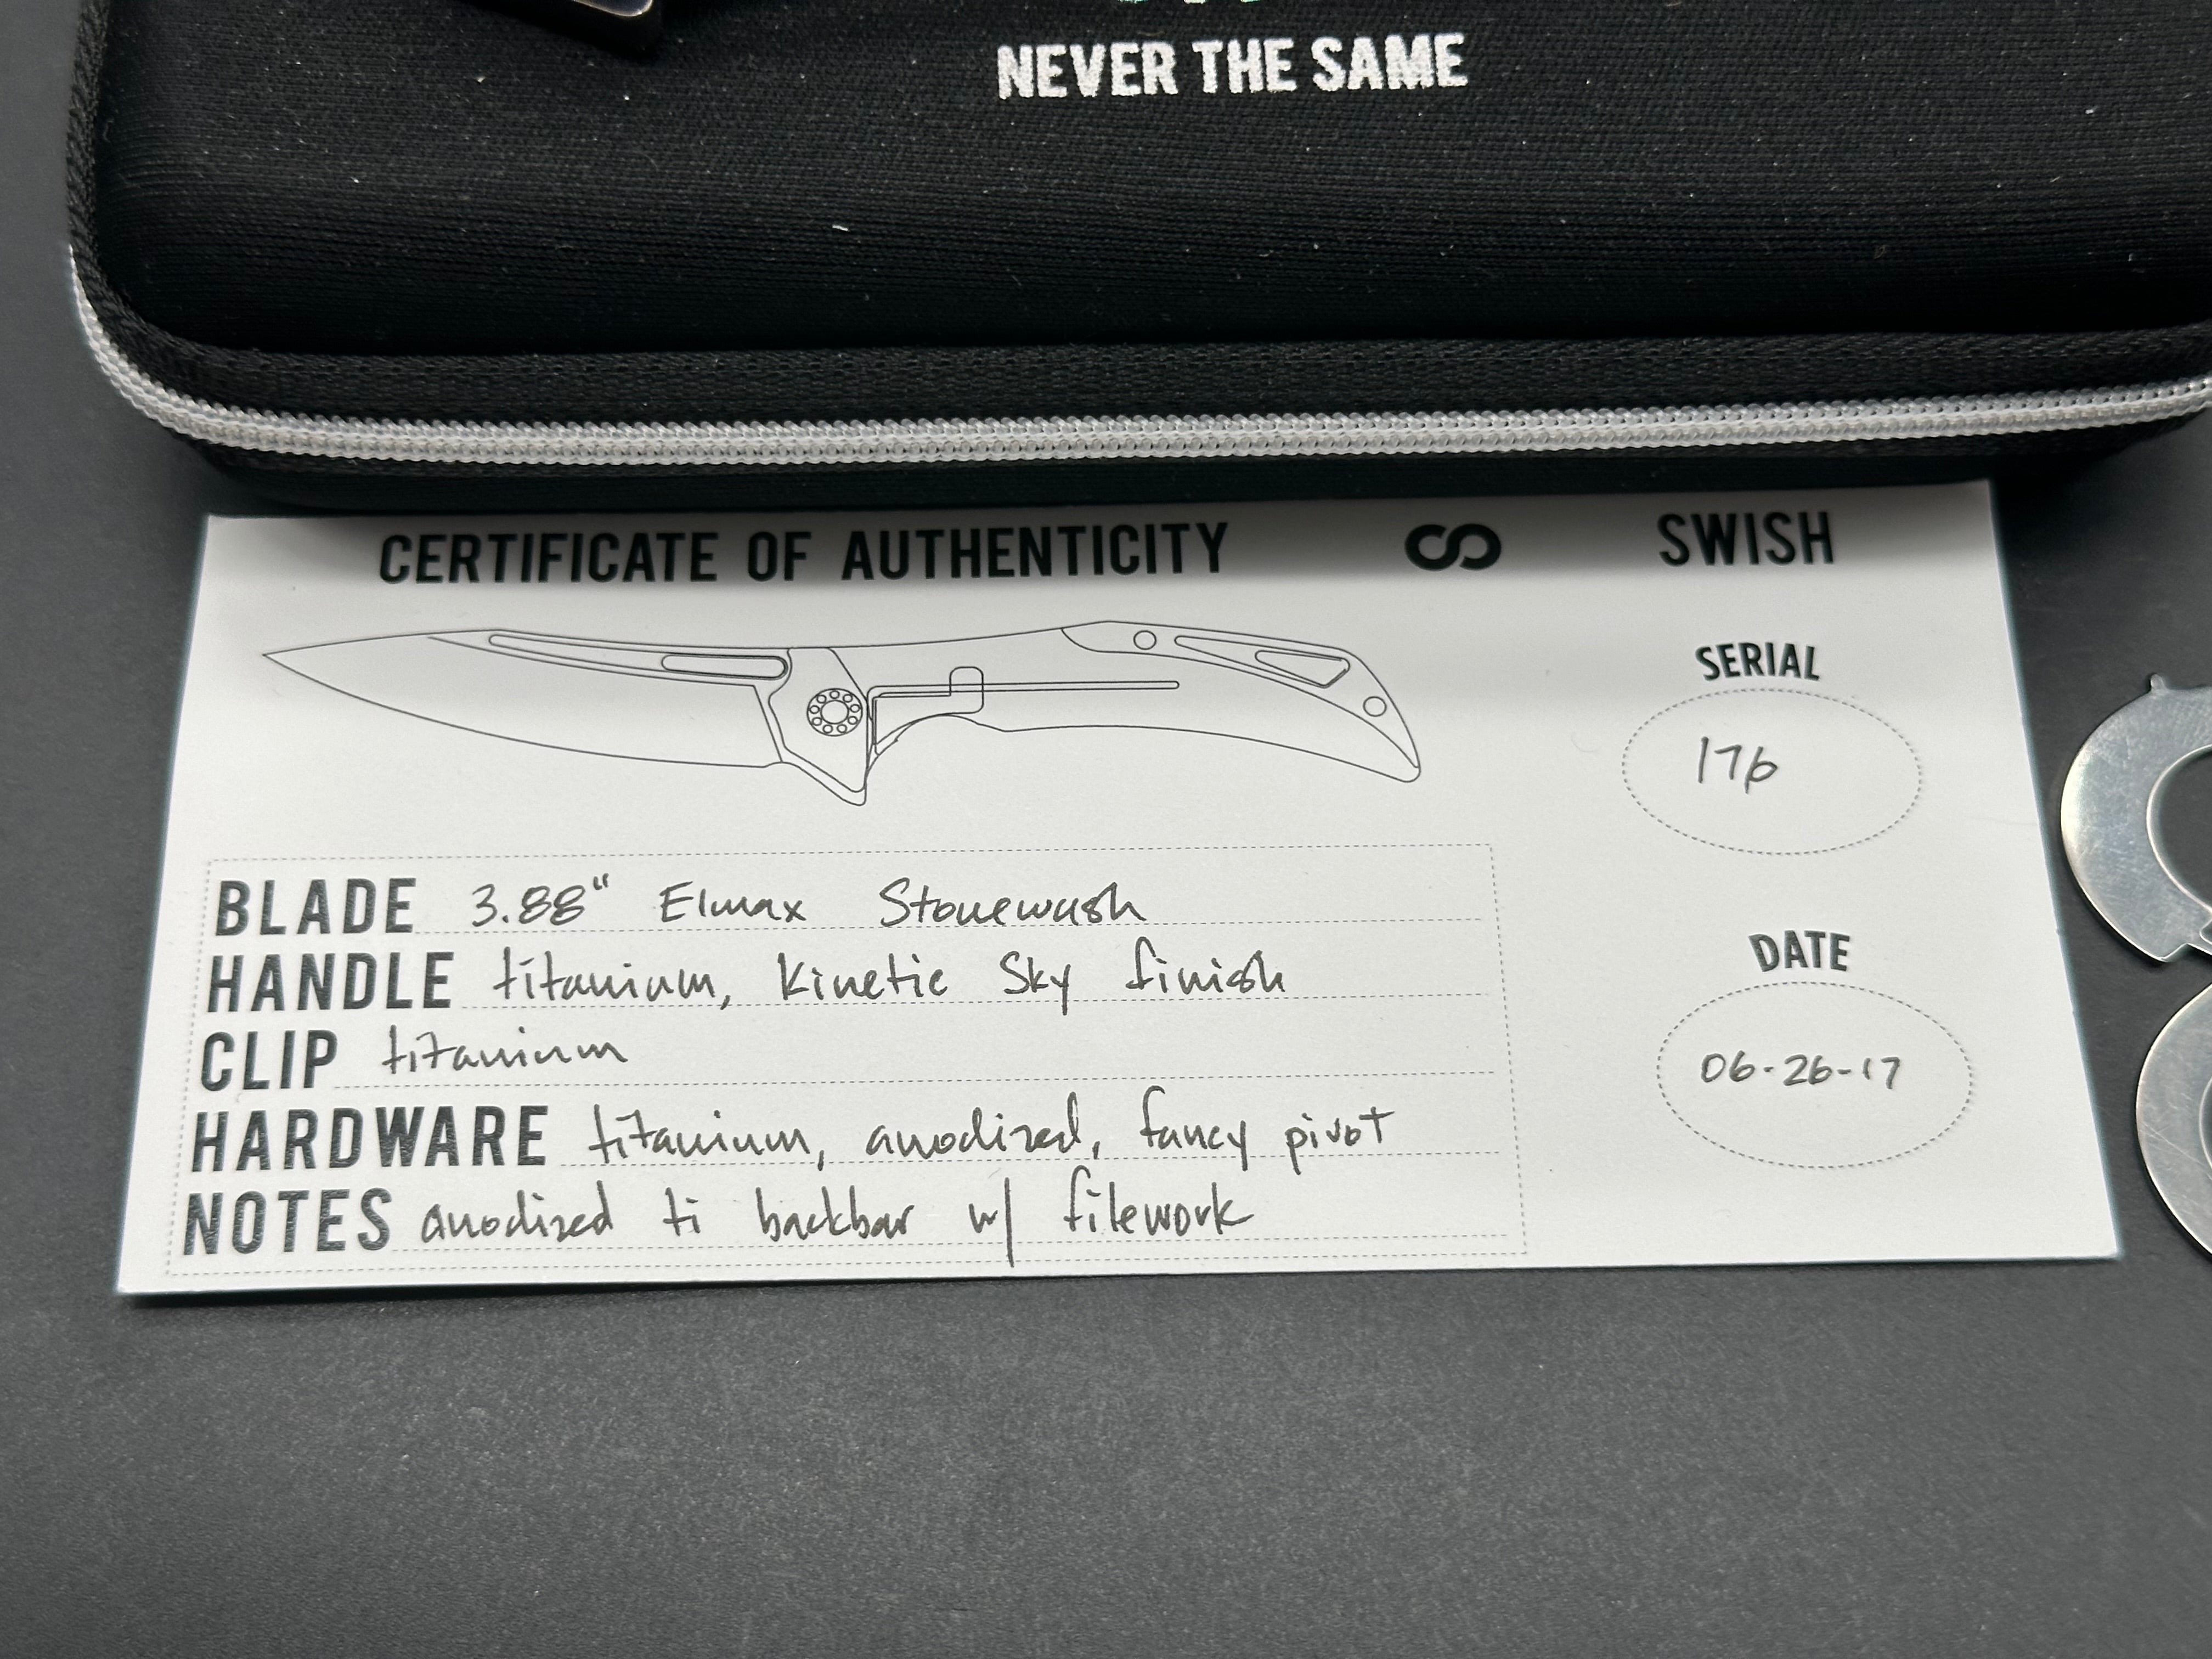 NEVER THE SAME
CERTIFICATE OF AUTHENTICITY SWISH
SERIAL
176
BLADE 3.88" Elmax Stonewash
HANDLE titanium, Kinetic Sky finish
CLIP titanium
HARDWARE titanium, anodized, fancy pivot
NOTES anodized ti backbar w/ filework
DATE
06-26-17